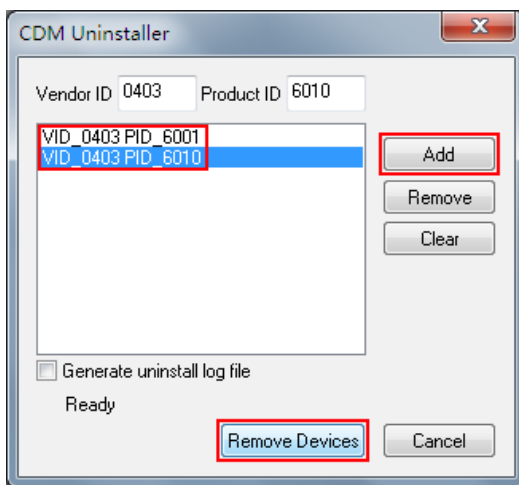 CDM Uninstaller
Vendor ID 0403 Product ID 6010
VID_0403 PID_6001
VID_0403 PID_6010
Add
Remove
Clear
Generate uninstall log file
Ready
Remove Devices Cancel